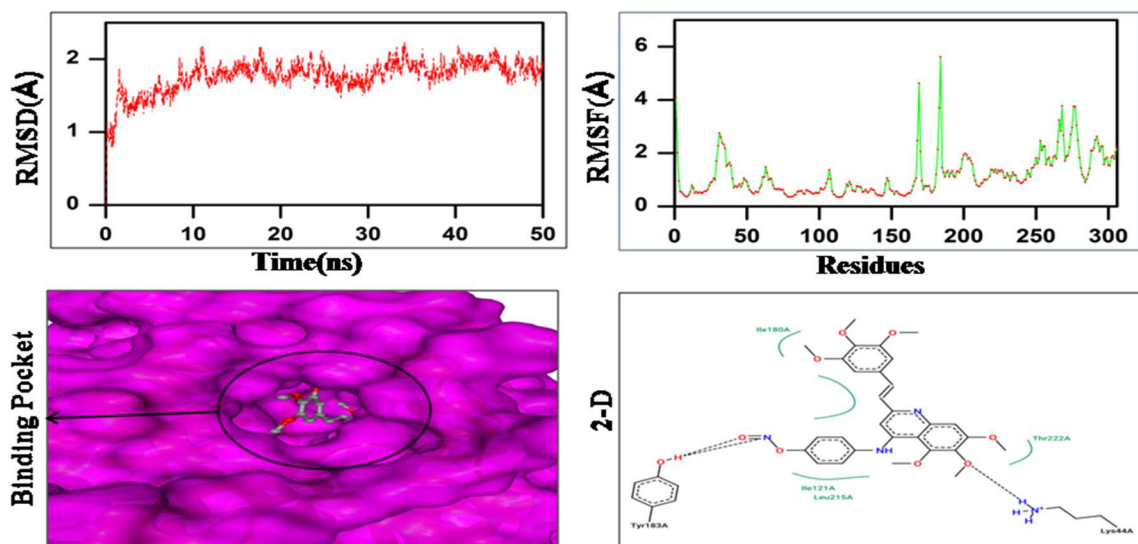 RMSD(Å)
2
1
0
0
10
20
30
40
50
Time(ns)
RMSF(Å)
6
4
2
0
0
50
100
150
200
250
300
Residues
Binding Pocket
2-D
Ile180A
Thr222A
Ile121A
Leu215A
Tyr183A
Lys44A
O
O
O
N
O
N
O
NH
O
O
O
H
O
H
H
N+
H